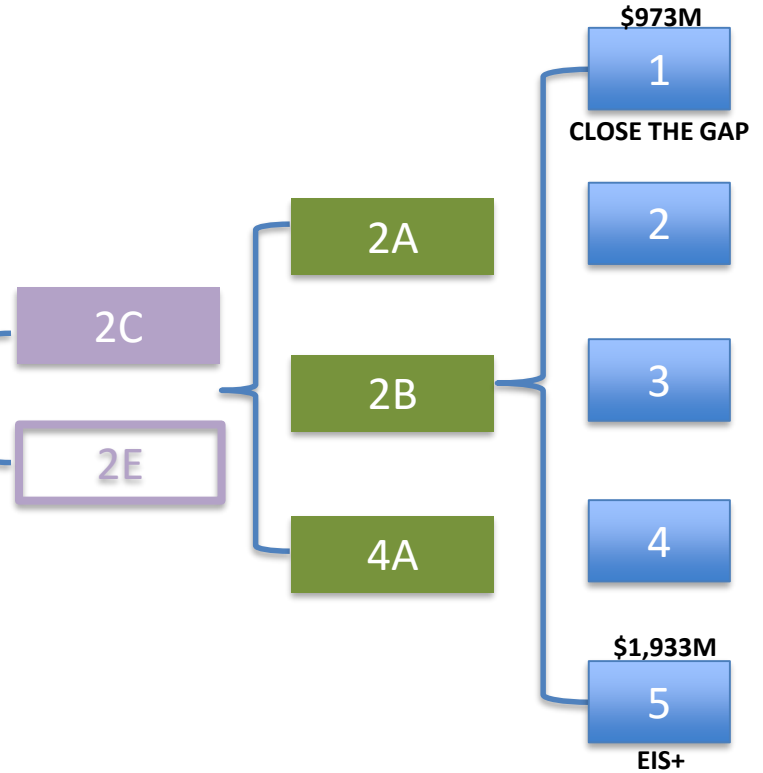 2C
2E
2A
2B
4A
$973M
1
CLOSE THE GAP
2
3
4
$1,933M
5
EIS+